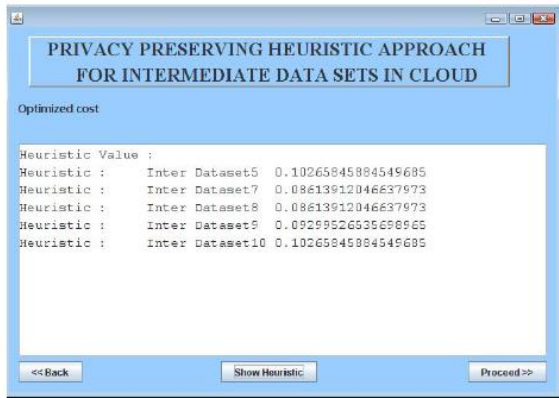 PRIVACY PRESERVING HEURISTIC APPROACH
FOR INTERMEDIATE DATA SETS IN CLOUD
Optimized cost
Heuristic Value :
Heuristic : Inter Dataset5 0.10265845884549685
Heuristic : Inter Dataset7 0.08613912046637973
Heuristic : Inter Dataset8 0.08613912046637973
Heuristic : Inter Dataset9 0.09299526535698965
Heuristic : Inter Dataset10 0.10265845884549685
<< Back
Show Heuristic
Proceed >>